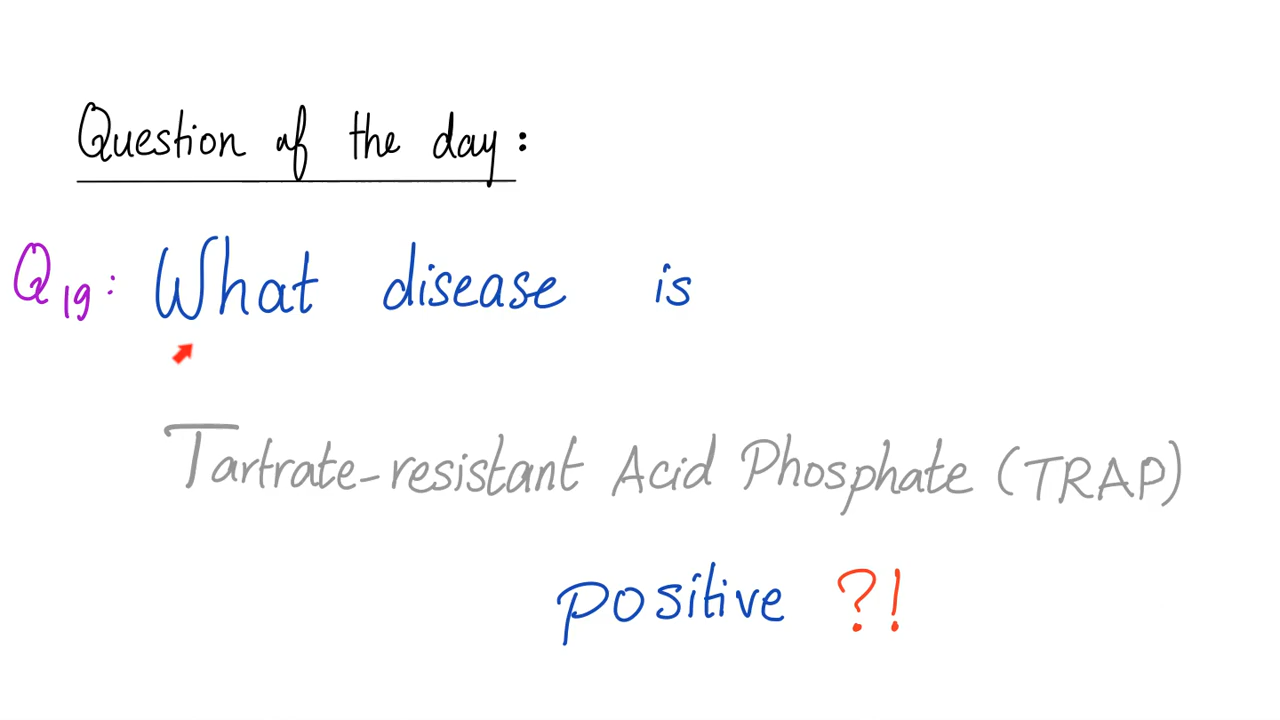 Question of the day:
Q19: What disease is
Tartrate-resistant Acid Phosphate (TRAP)
positive ?!